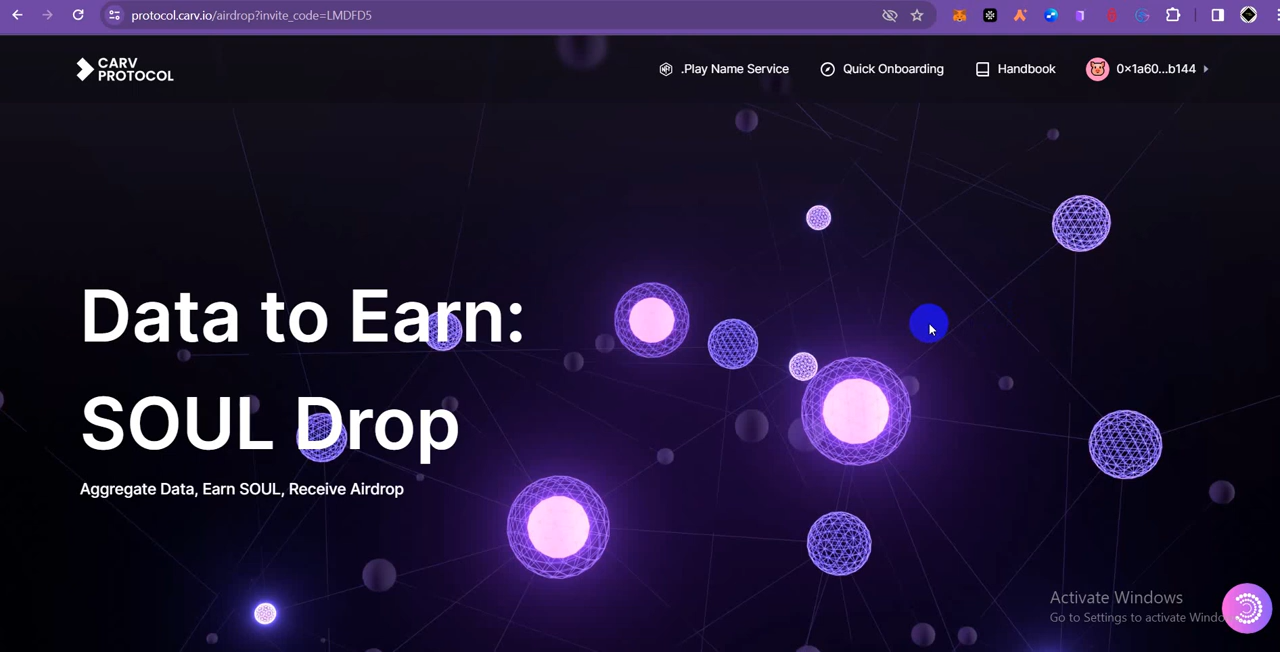 protocol.carv.io/airdrop?invite_code=LMDFD5
CARV
PROTOCOL
.Play Name Service
Quick Onboarding
Handbook
0×1a60...b144
Data to Earn:
SOUL Drop
Aggregate Data, Earn SOUL, Receive Airdrop
Activate Windows
Go to Settings to activate